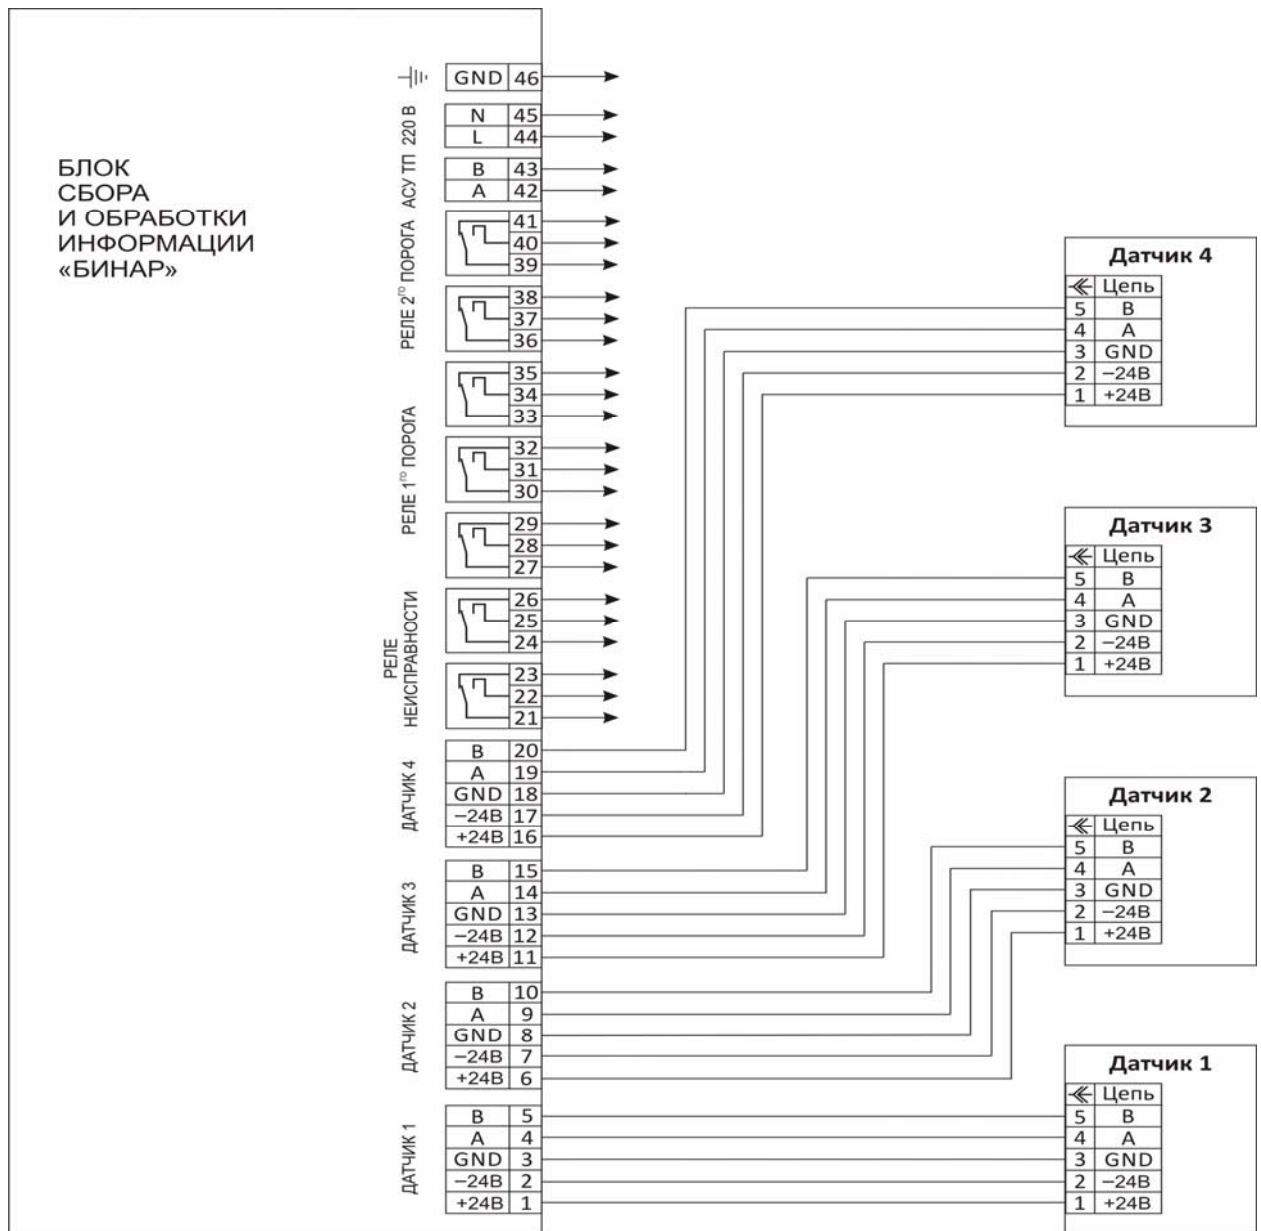 БЛОК
СБОРА
И ОБРАБОТКИ
ИНФОРМАЦИИ
«БИНАР»
GND 46
220 В
N 45
L 44
АСУ ТП
B 43
A 42
РЕЛЕ 2го ПОРОГА
41
40
39
38
37
36
РЕЛЕ 1го ПОРОГА
35
34
33
32
31
30
29
28
27
РЕЛЕ
НЕИСПРАВНОСТИ
26
25
24
23
22
21
ДАТЧИК 4
B 20
A 19
GND 18
−24В 17
+24В 16
ДАТЧИК 3
B 15
A 14
GND 13
−24В 12
+24В 11
ДАТЧИК 2
B 10
A 9
GND 8
−24В 7
+24В 6
ДАТЧИК 1
B 5
A 4
GND 3
−24В 2
+24В 1
Датчик 4
Цепь
5 B
4 A
3 GND
2 −24В
1 +24В
Датчик 3
Цепь
5 B
4 A
3 GND
2 −24В
1 +24В
Датчик 2
Цепь
5 B
4 A
3 GND
2 −24В
1 +24В
Датчик 1
Цепь
5 B
4 A
3 GND
2 −24В
1 +24В